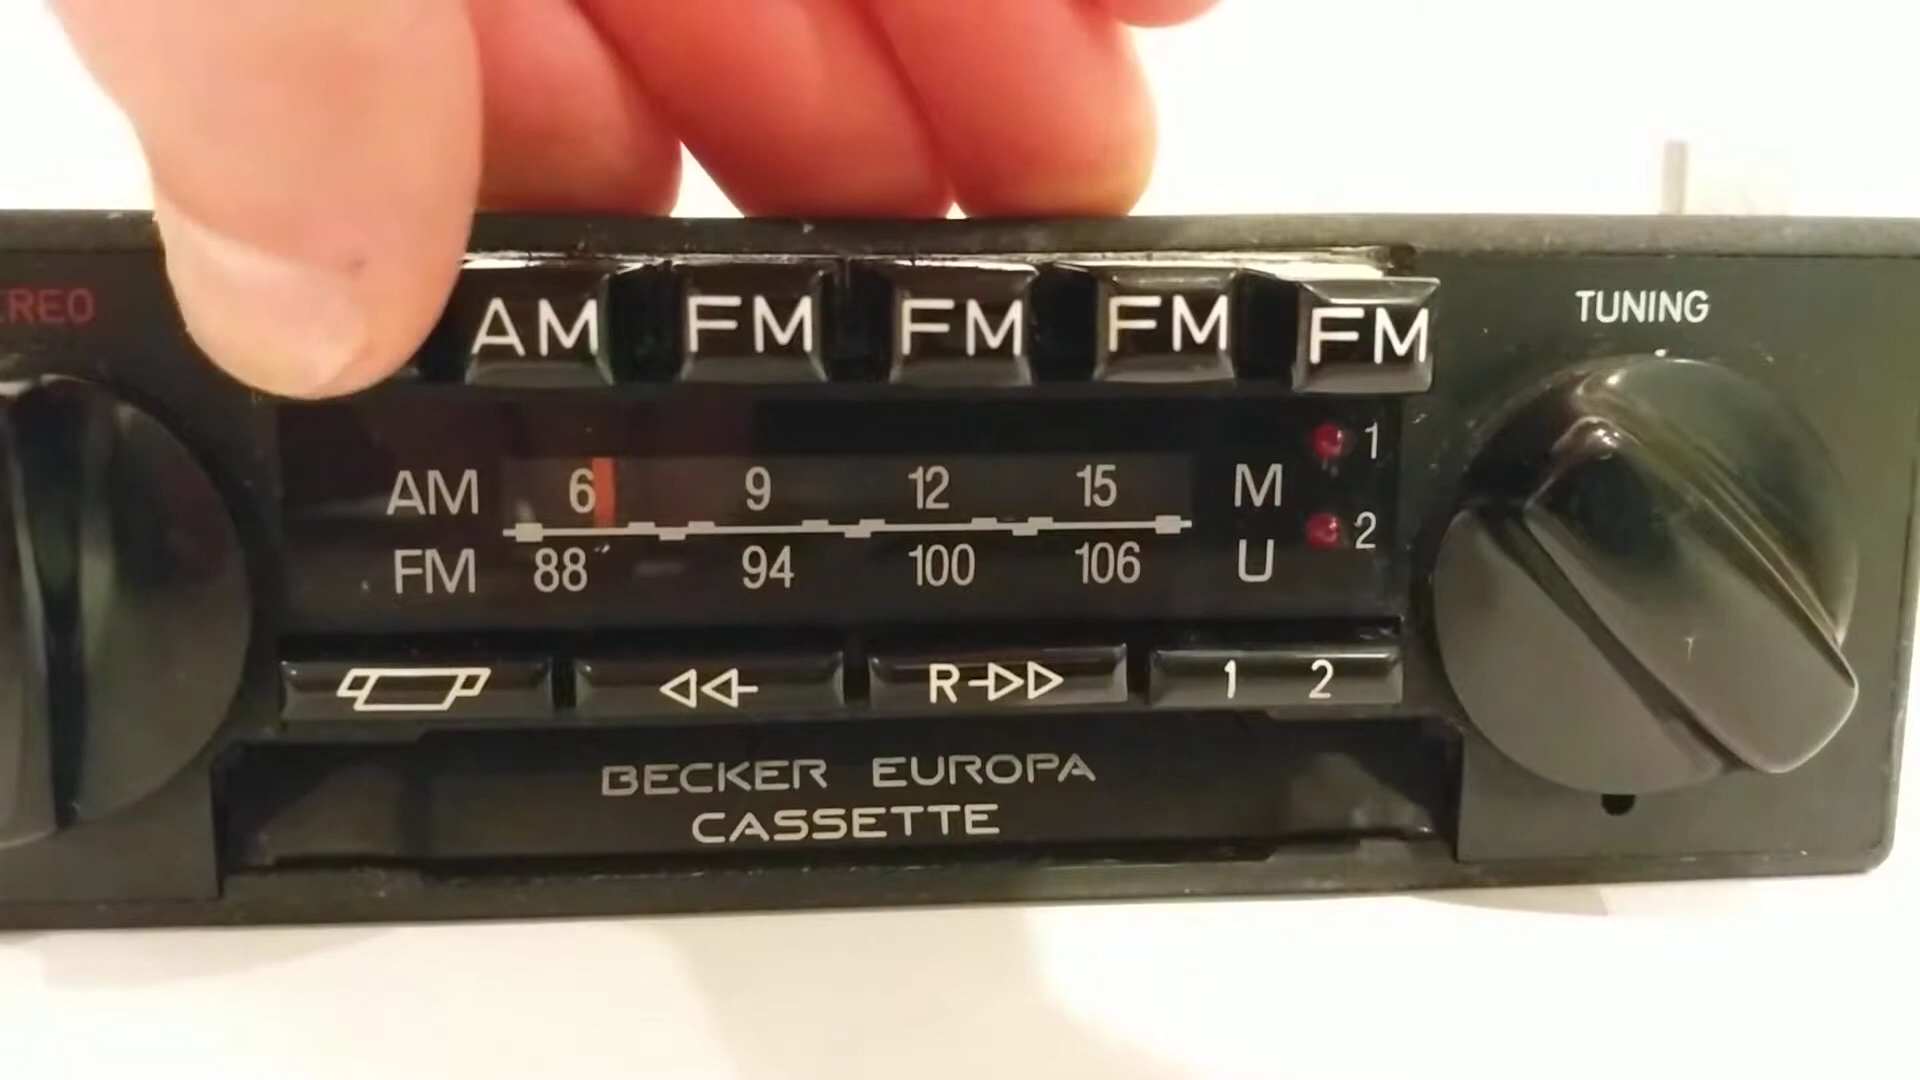 EREO
AM FM FM FM FM
TUNING
AM 6 9 12 15 M 1
2
FM 88 94 100 106 U
R 1 2
BECKER EUROPA
CASSETTE